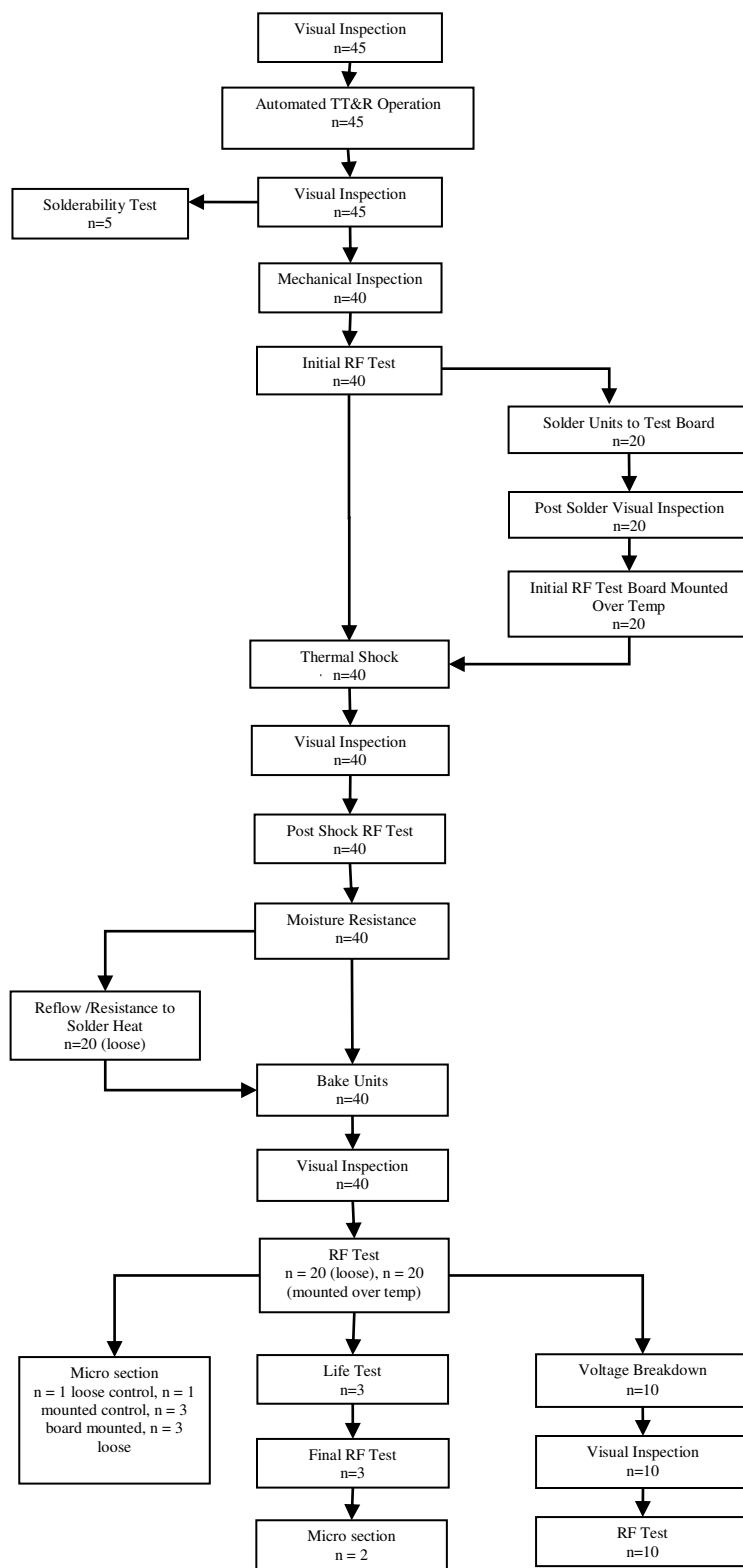 Visual Inspection
n=45
Automated TT&R Operation
n=45
Visual Inspection
n=45
Solderability Test
n=5
Mechanical Inspection
n=40
Initial RF Test
n=40
Solder Units to Test Board
n=20
Post Solder Visual Inspection
n=20
Initial RF Test Board Mounted
Over Temp
n=20
Thermal Shock
n=40
Visual Inspection
n=40
Post Shock RF Test
n=40
Moisture Resistance
n=40
Reflow /Resistance to
Solder Heat
n=20 (loose)
Bake Units
n=40
Visual Inspection
n=40
RF Test
n = 20 (loose), n = 20
(mounted over temp)
Micro section
n = 1 loose control, n = 1
mounted control, n = 3
board mounted, n = 3
loose
Life Test
n=3
Final RF Test
n=3
Micro section
n = 2
Voltage Breakdown
n=10
Visual Inspection
n=10
RF Test
n=10